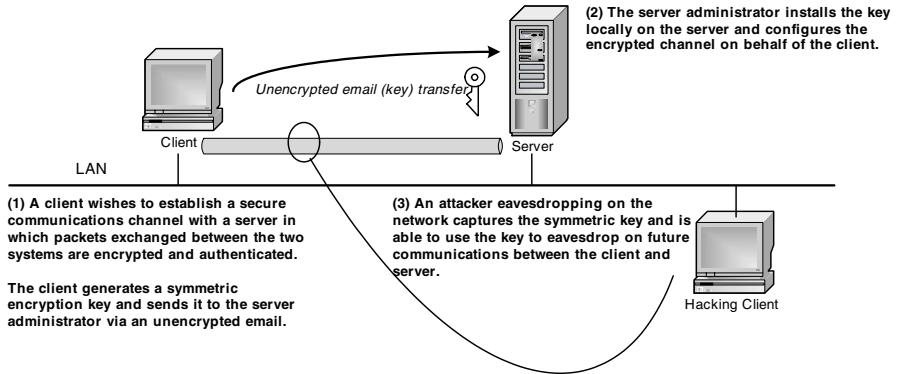 (2) The server administrator installs the key
locally on the server and configures the
encrypted channel on behalf of the client.
Unencrypted email (key) transfer
Client
Server
LAN
(1) A client wishes to establish a secure
communications channel with a server in
which packets exchanged between the two
systems are encrypted and authenticated.
The client generates a symmetric
encryption key and sends it to the server
administrator via an unencrypted email.
(3) An attacker eavesdropping on the
network captures the symmetric key and is
able to use the key to eavesdrop on future
communications between the client and
server.
Hacking Client